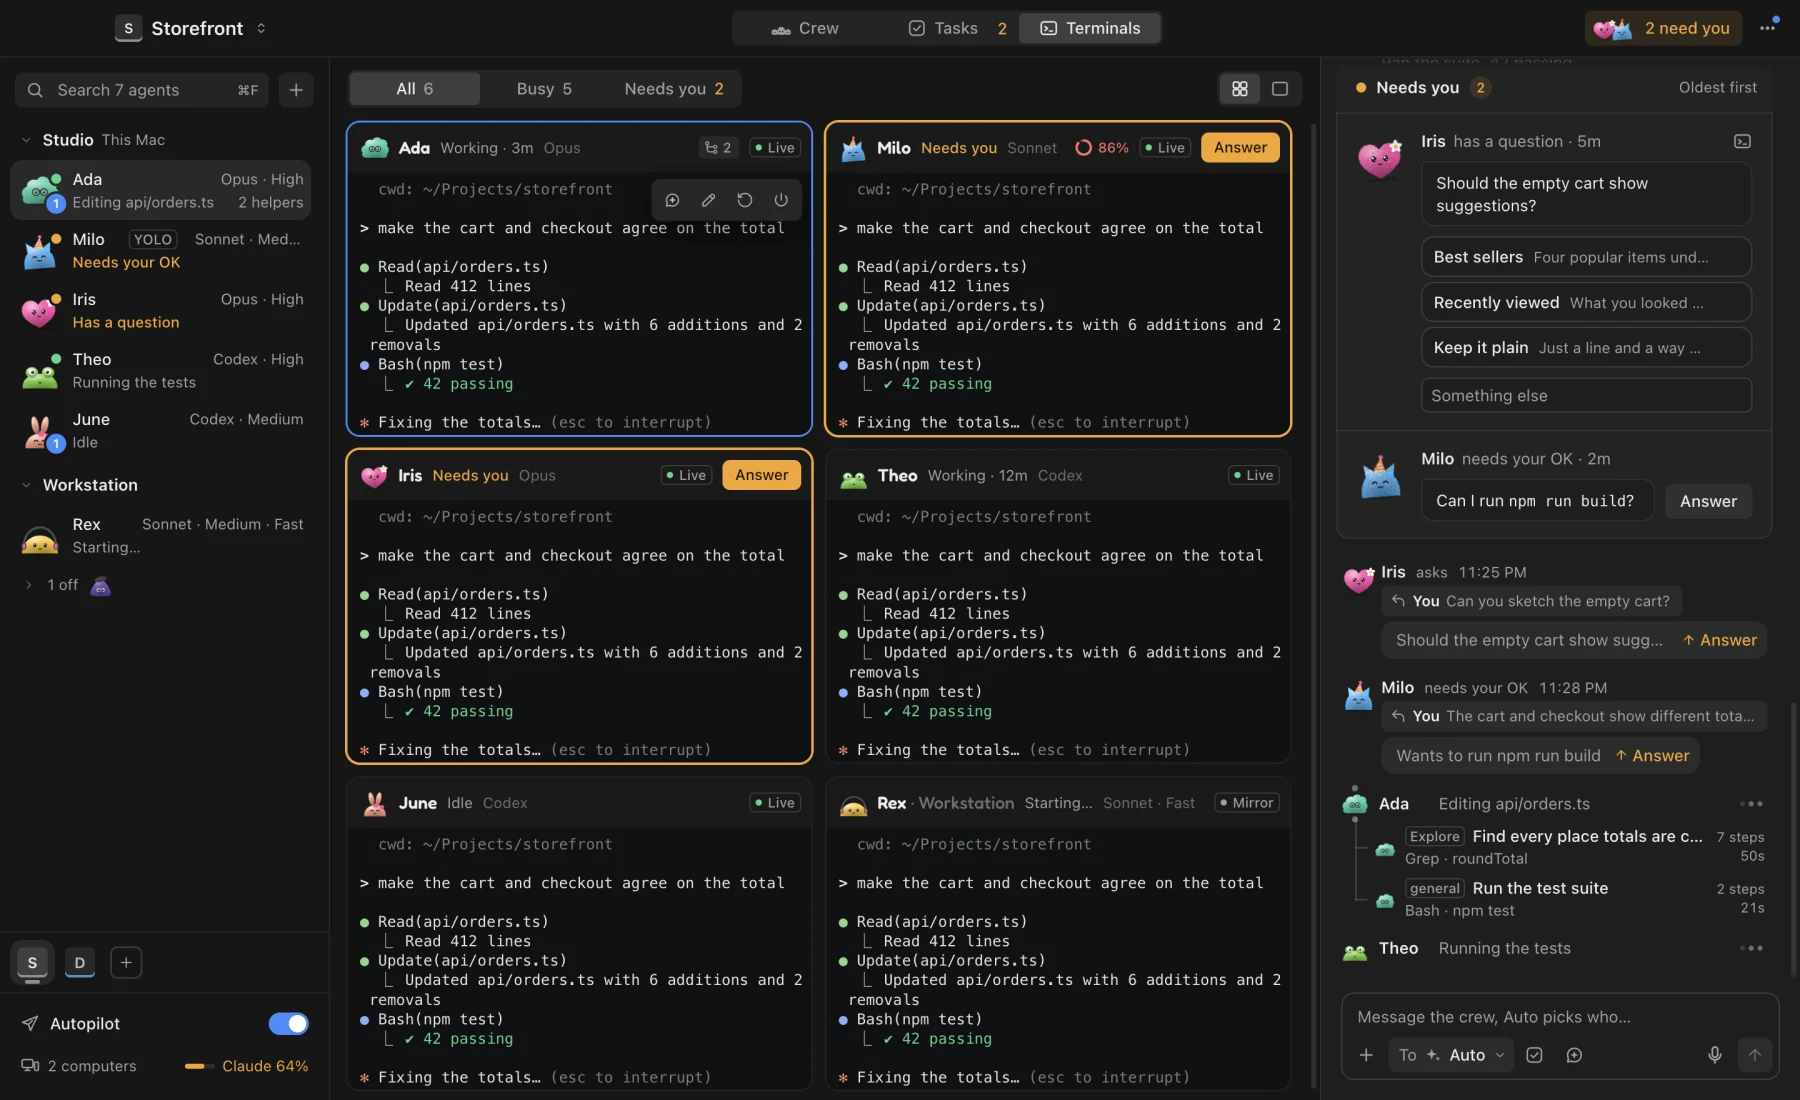 S Storefront
Crew
Tasks 2
Terminals
2 need you
Search 7 agents ⌘F
Studio This Mac
Ada Opus · High
Editing api/orders.ts 2 helpers
1
Milo YOLO Sonnet · Med...
Needs your OK
Iris Opus · High
Has a question
Theo Codex · High
Running the tests
June Codex · Medium
1 Idle
Workstation
Rex Sonnet · Medium · Fast
Starting...
1 off
S D +
Autopilot
2 computers Claude 64%
All 6 Busy 5 Needs you 2
Ada Working · 3m Opus 2 Live
cwd: ~/Projects/storefront
> make the cart and checkout agree on the total
Read(api/orders.ts)
Read 412 lines
Update(api/orders.ts)
Updated api/orders.ts with 6 additions and 2
removals
Bash(npm test)
✔ 42 passing
* Fixing the totals… (esc to interrupt)
Milo Needs you Sonnet 86% Live Answer
cwd: ~/Projects/storefront
> make the cart and checkout agree on the total
Read(api/orders.ts)
Read 412 lines
Update(api/orders.ts)
Updated api/orders.ts with 6 additions and 2
removals
Bash(npm test)
✔ 42 passing
* Fixing the totals… (esc to interrupt)
Iris Needs you Opus Live Answer
cwd: ~/Projects/storefront
> make the cart and checkout agree on the total
Read(api/orders.ts)
Read 412 lines
Update(api/orders.ts)
Updated api/orders.ts with 6 additions and 2
removals
Bash(npm test)
✔ 42 passing
* Fixing the totals… (esc to interrupt)
Theo Working · 12m Codex Live
cwd: ~/Projects/storefront
> make the cart and checkout agree on the total
Read(api/orders.ts)
Read 412 lines
Update(api/orders.ts)
Updated api/orders.ts with 6 additions and 2
removals
Bash(npm test)
✔ 42 passing
* Fixing the totals… (esc to interrupt)
June Idle Codex Live
cwd: ~/Projects/storefront
> make the cart and checkout agree on the total
Read(api/orders.ts)
Read 412 lines
Update(api/orders.ts)
Updated api/orders.ts with 6 additions and 2
removals
Bash(npm test)
✔ 42 passing
* Fixing the totals… (esc to interrupt)
Rex · Workstation Starting... Sonnet · Fast Mirror
cwd: ~/Projects/storefront
> make the cart and checkout agree on the total
Read(api/orders.ts)
Read 412 lines
Update(api/orders.ts)
Updated api/orders.ts with 6 additions and 2
removals
Bash(npm test)
✔ 42 passing
* Fixing the totals… (esc to interrupt)
Needs you 2 Oldest first
Iris has a question · 5m
Should the empty cart show
suggestions?
Best sellers Four popular items und...
Recently viewed What you looked ...
Keep it plain Just a line and a way ...
Something else
Milo needs your OK · 2m
Can I run npm run build? Answer
Iris asks 11:25 PM
You Can you sketch the empty cart?
Should the empty cart show sugg... ↑ Answer
Milo needs your OK 11:28 PM
You The cart and checkout show different tota...
Wants to run npm run build ↑ Answer
Ada Editing api/orders.ts
Explore Find every place totals are c... 7 steps
Grep · roundTotal 50s
general Run the test suite 2 steps
Bash · npm test 21s
Theo Running the tests
Message the crew, Auto picks who...
To Auto